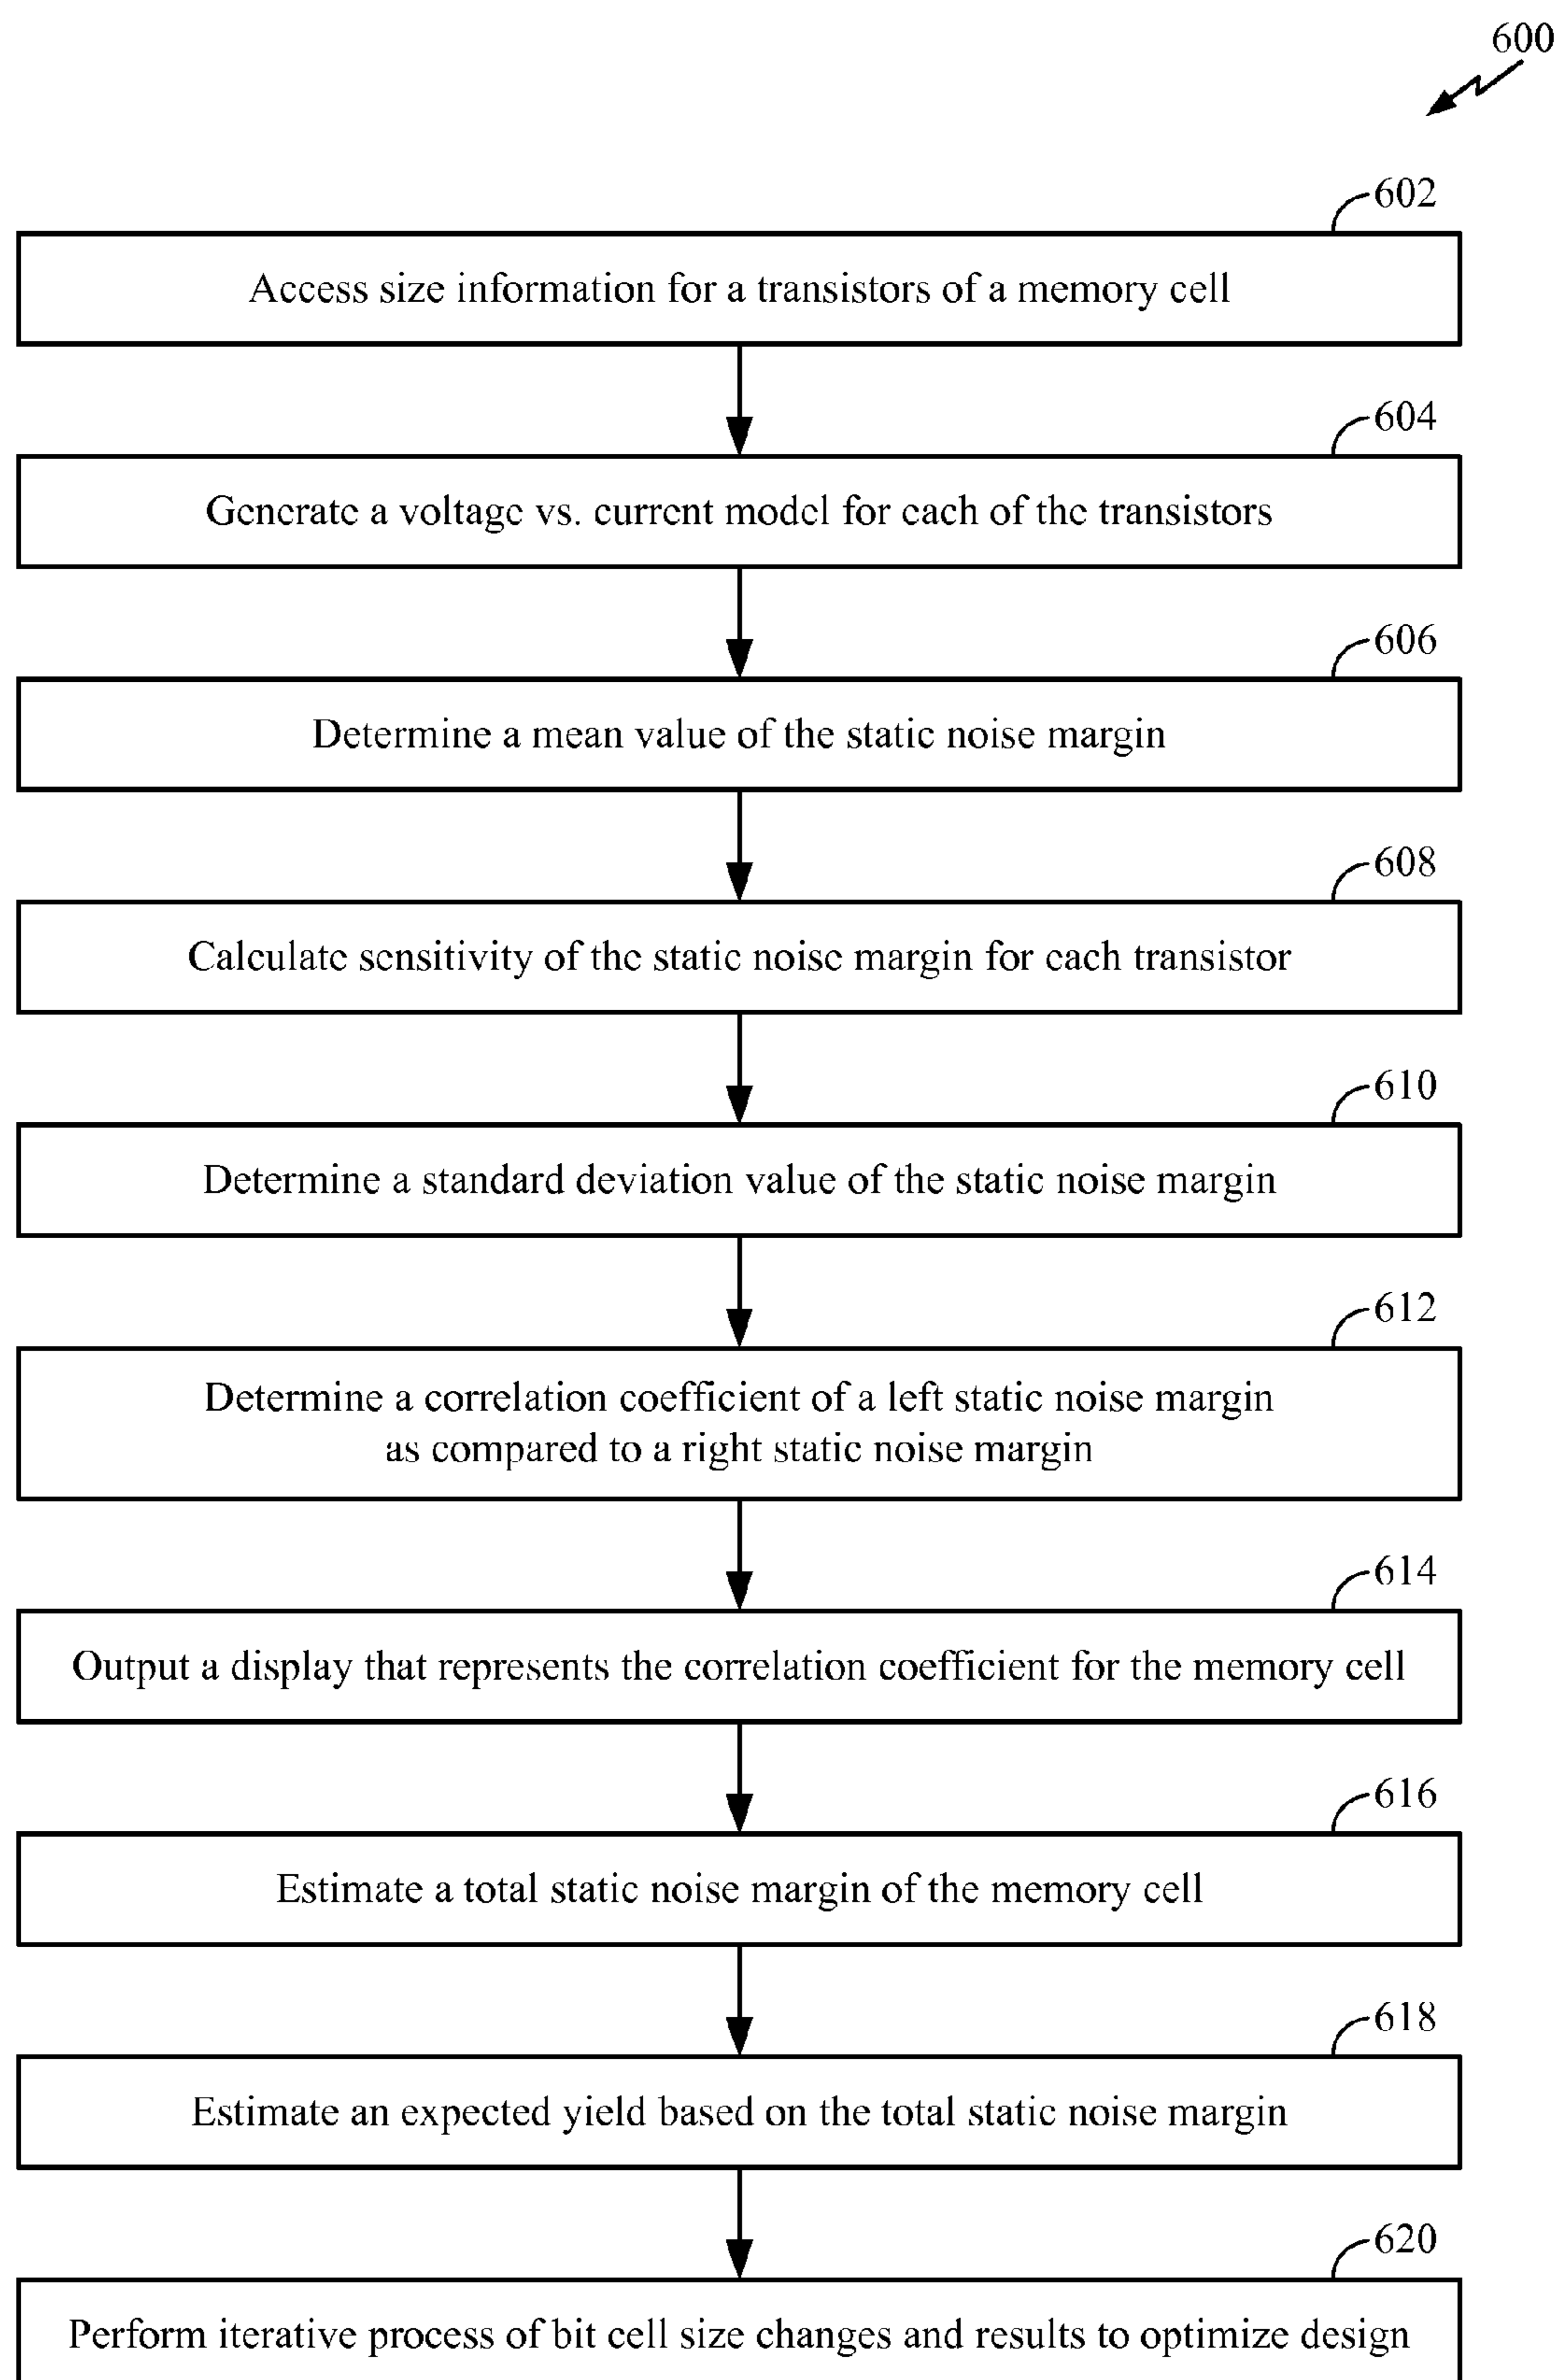 600
602
Access size information for a transistors of a memory cell
604
Generate a voltage vs. current model for each of the transistors
606
Determine a mean value of the static noise margin
608
Calculate sensitivity of the static noise margin for each transistor
610
Determine a standard deviation value of the static noise margin
612
Determine a correlation coefficient of a left static noise margin
as compared to a right static noise margin
614
Output a display that represents the correlation coefficient for the memory cell
616
Estimate a total static noise margin of the memory cell
618
Estimate an expected yield based on the total static noise margin
620
Perform iterative process of bit cell size changes and results to optimize design